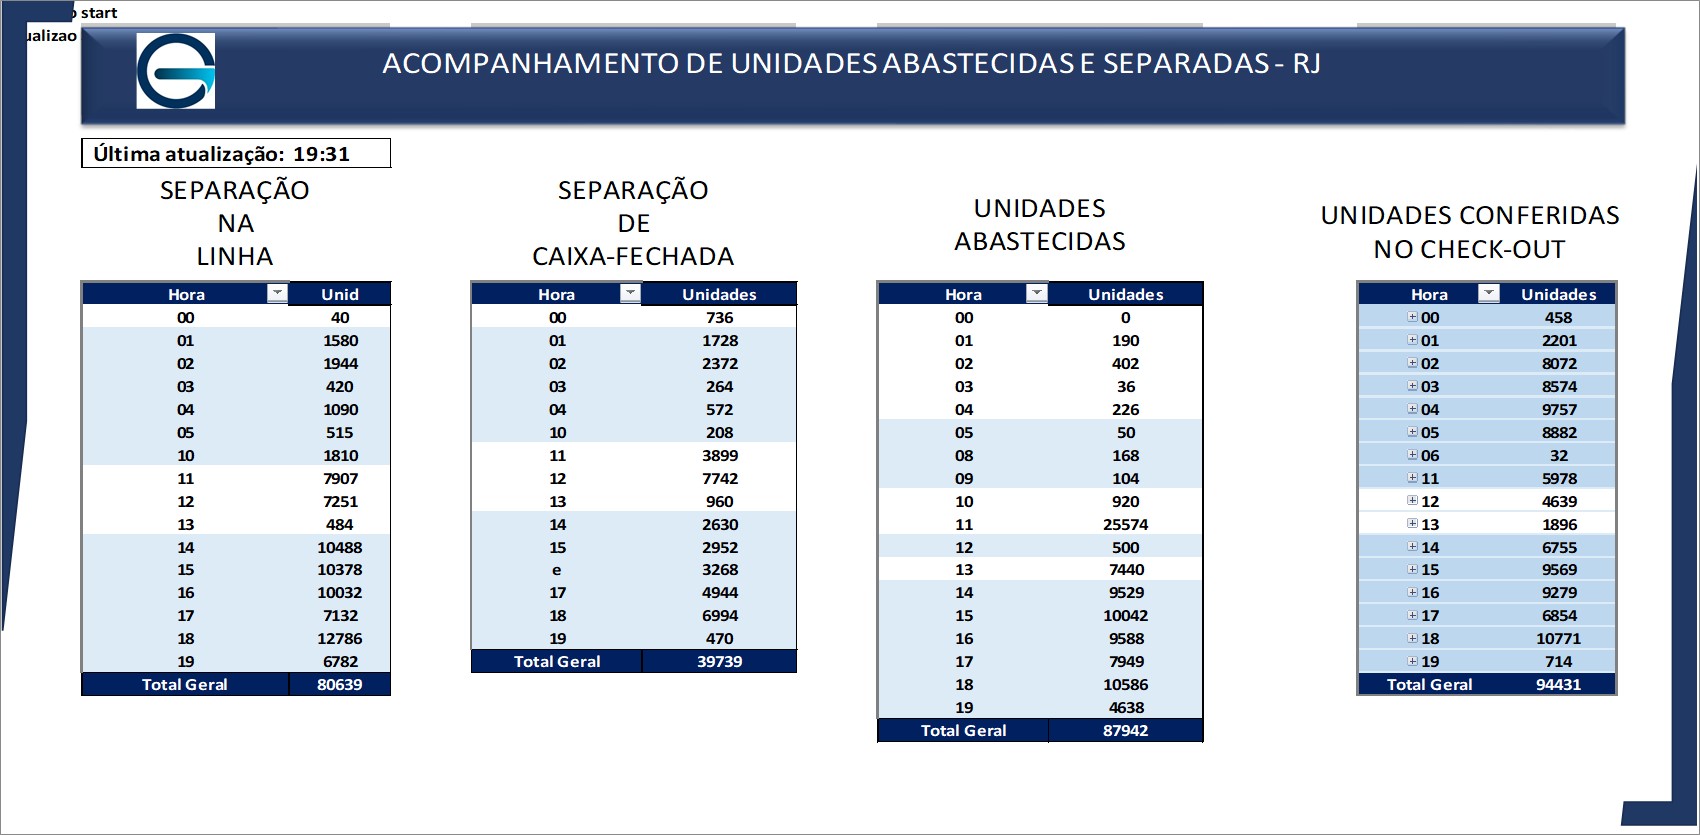 start
ualizao
ACOMPANHAMENTO DE UNIDADES ABASTECIDAS E SEPARADAS - RJ
Última atualização: 19:31
SEPARAÇÃO
NA
LINHA
Hora Unid
00 40
01 1580
02 1944
03 420
04 1090
05 515
10 1810
11 7907
12 7251
13 484
14 10488
15 10378
16 10032
17 7132
18 12786
19 6782
Total Geral 80639
SEPARAÇÃO
DE
CAIXA-FECHADA
Hora Unidades
00 736
01 1728
02 2372
03 264
04 572
10 208
11 3899
12 7742
13 960
14 2630
15 2952
e 3268
17 4944
18 6994
19 470
Total Geral 39739
UNIDADES
ABASTECIDAS
Hora Unidades
00 0
01 190
02 402
03 36
04 226
05 50
08 168
09 104
10 920
11 25574
12 500
13 7440
14 9529
15 10042
16 9588
17 7949
18 10586
19 4638
Total Geral 87942
UNIDADES CONFERIDAS
NO CHECK-OUT
Hora Unidades
00 458
01 2201
02 8072
03 8574
04 9757
05 8882
06 32
11 5978
12 4639
13 1896
14 6755
15 9569
16 9279
17 6854
18 10771
19 714
Total Geral 94431